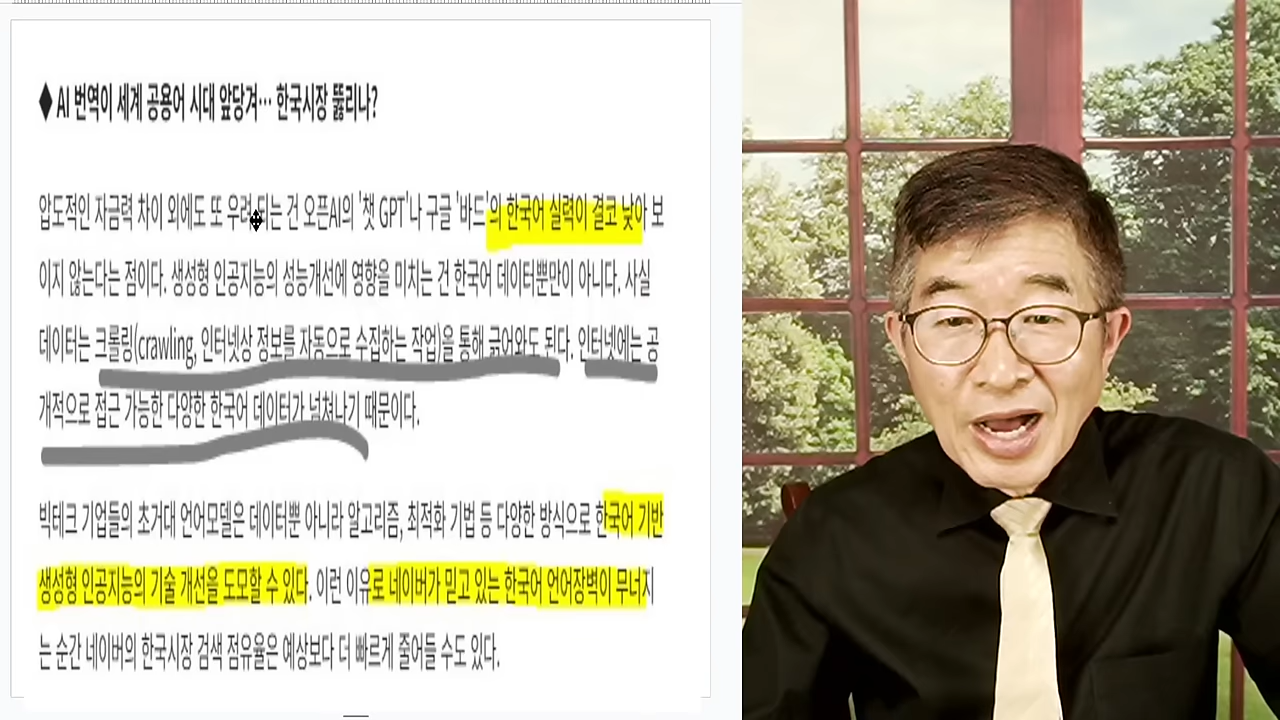 ◆AI 번역이 세계 공용어 시대 앞당겨… 한국시장 뚫리나?
압도적인 자금력 차이 외에도 또 우려 되는 건 오픈AI의 '챗 GPT'나 구글 '바드'의 한국어 실력이 결코 낮아 보
이지 않는다는 점이다. 생성형 인공지능의 성능개선에 영향을 미치는 건 한국어 데이터뿐만이 아니다. 사실
데이터는 크롤링(crawling, 인터넷상 정보를 자동으로 수집하는 작업)을 통해 긁어와도 된다. 인터넷에는 공
개적으로 접근 가능한 다양한 한국어 데이터가 넘쳐나기 때문이다.
빅테크 기업들의 초거대 언어모델은 데이터뿐 아니라 알고리즘, 최적화 기법 등 다양한 방식으로 한국어 기반
생성형 인공지능의 기술 개선을 도모할 수 있다. 이런 이유로 네이버가 믿고 있는 한국어 언어장벽이 무너지
는 순간 네이버의 한국시장 검색 점유율은 예상보다 더 빠르게 줄어들 수도 있다.